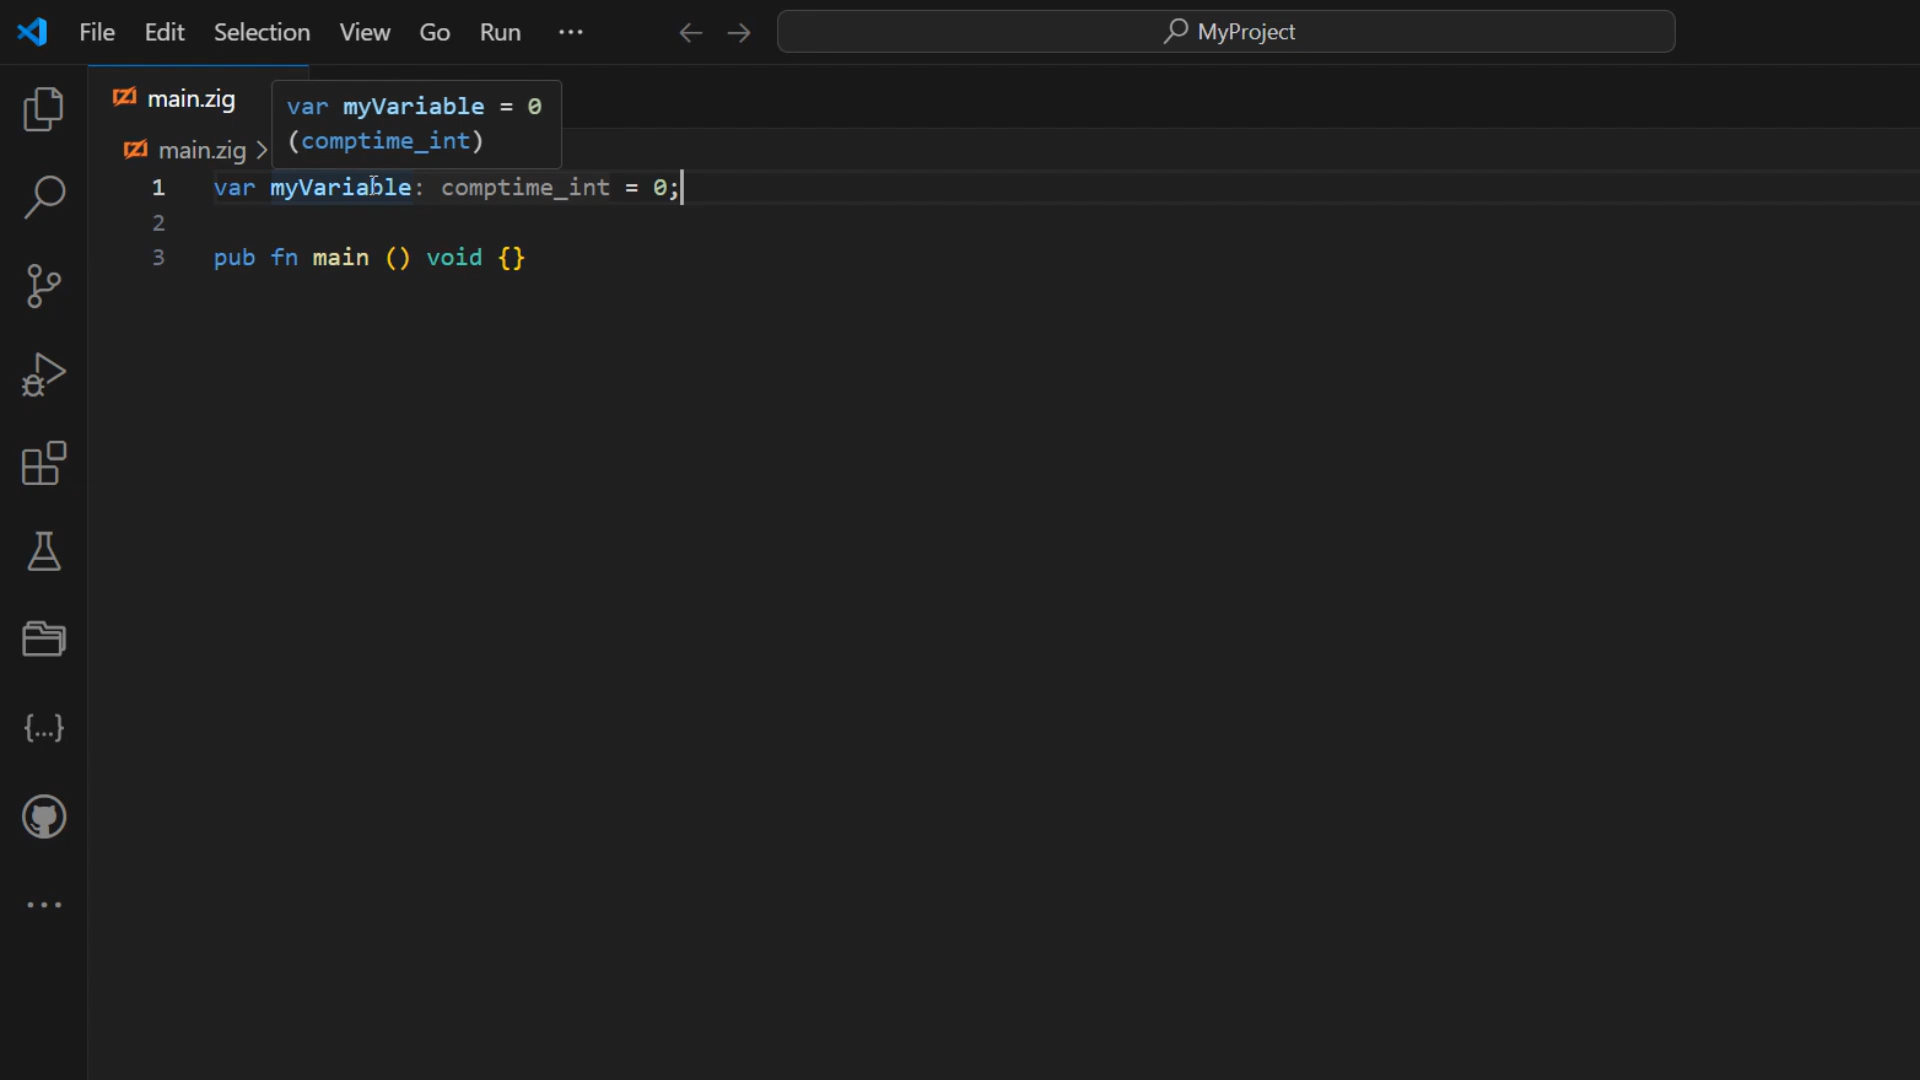 File Edit Selection View Go Run ··· MyProject
main.zig
var myVariable = 0
(comptime_int)
main.zig >
1 var myVariable: comptime_int = 0;
2
3 pub fn main () void {}
{...}